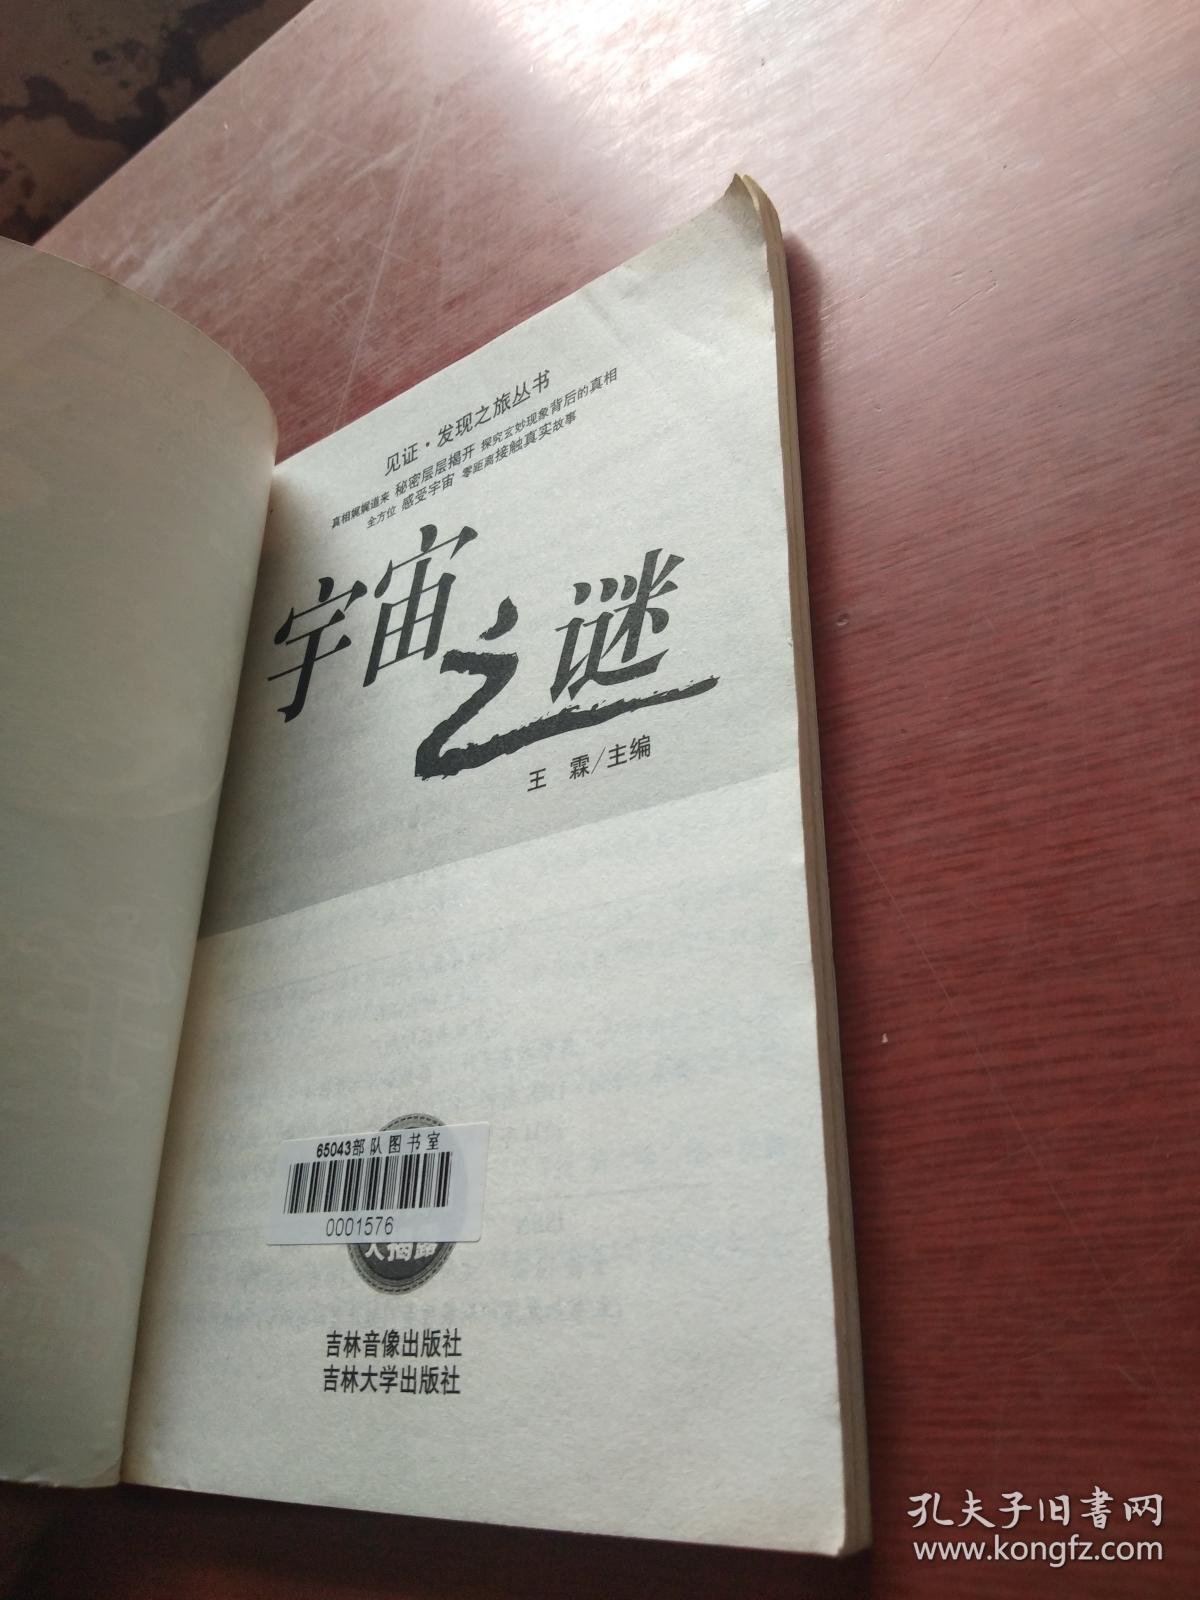 见证·发现之旅丛书
真相娓娓道来 秘密层层揭开 探究玄妙现象背后的真相
全方位 感受宇宙 零距离接触真实故事
宇宙之谜
王 霖/主编
65043部队图书室
0001576
大揭露
吉林音像出版社
吉林大学出版社
孔夫子旧书网
www.kongfz.com